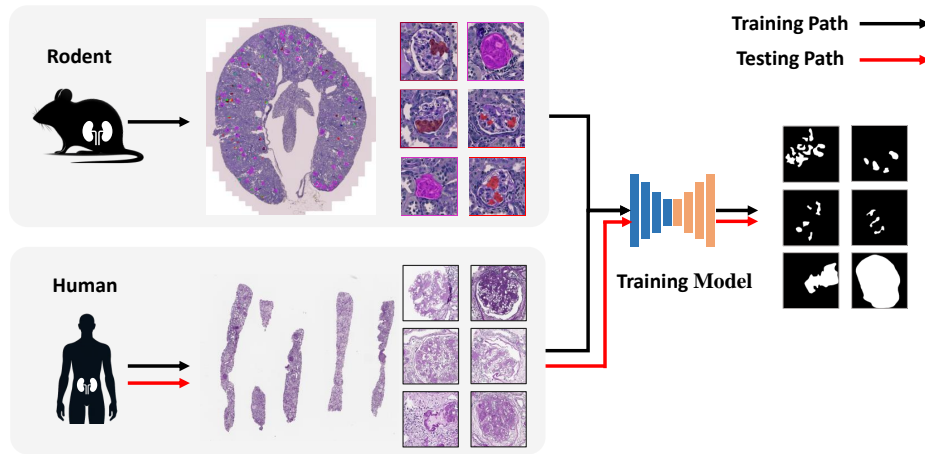 Training Path
Testing Path
Rodent
Human
Training Model